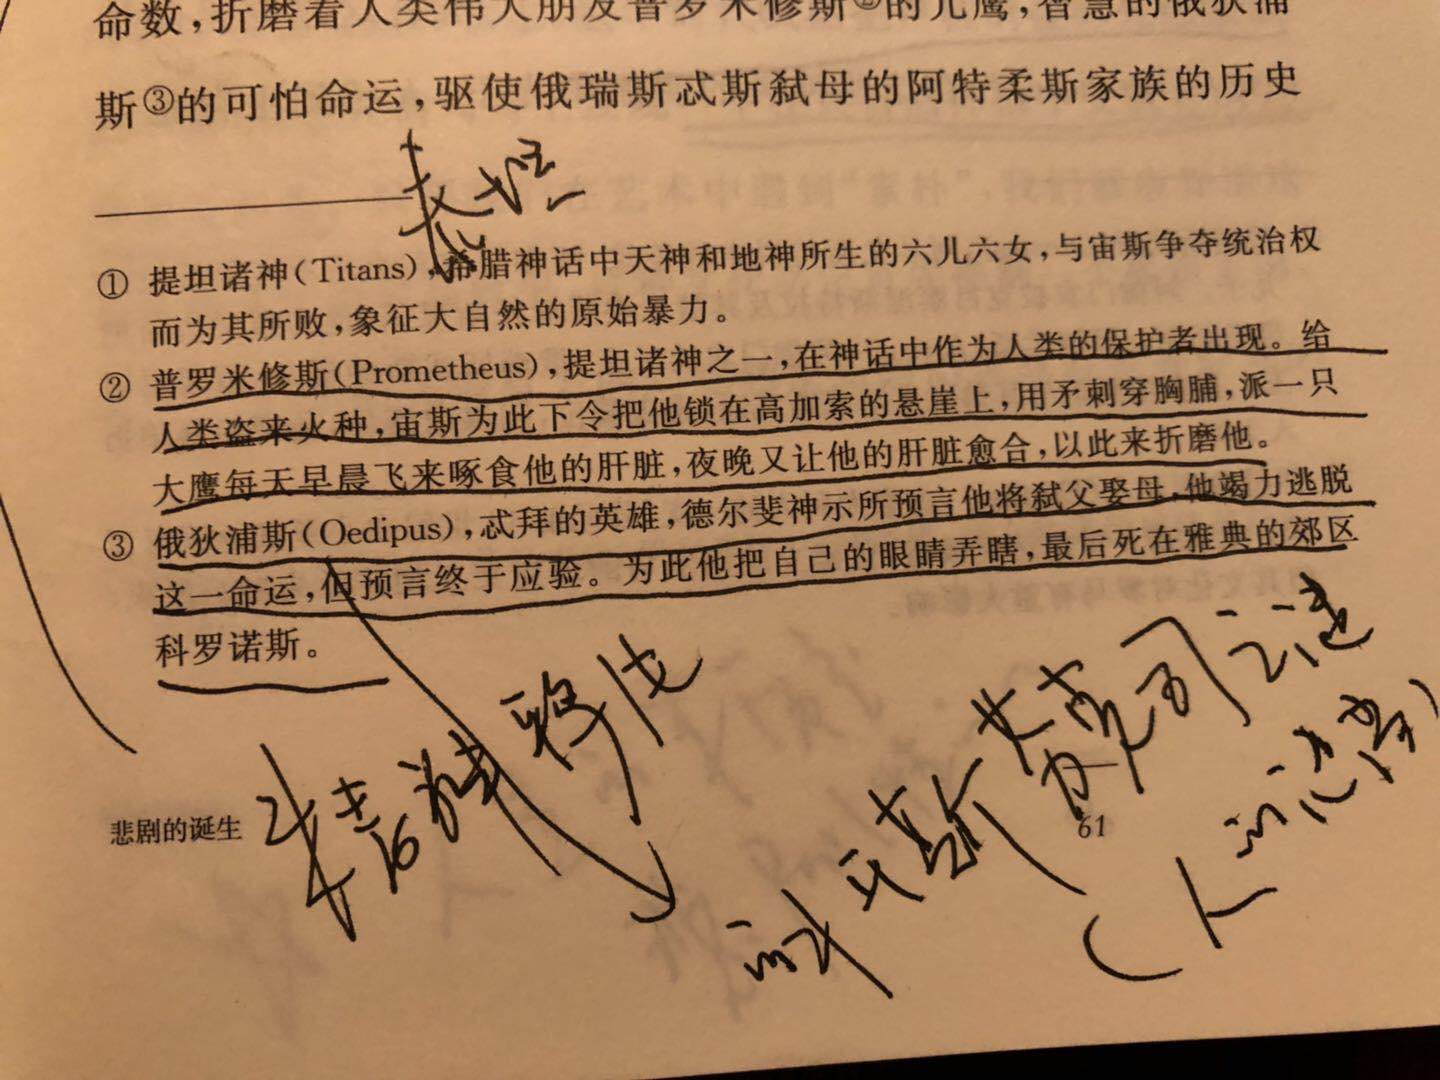 命数，折磨着人类伟大朋友普罗米修斯②的兀鹰，智慧的俄狄浦
斯③的可怕命运，驱使俄瑞斯忒斯弑母的阿特柔斯家族的历史
① 提坦诸神(Titans)，希腊神话中天神和地神所生的六儿六女，与宙斯争夺统治权
而为其所败，象征大自然的原始暴力。
② 普罗米修斯(Prometheus)，提坦诸神之一，在神话中作为人类的保护者出现。给
人类盗来火种，宙斯为此下令把他锁在高加索的悬崖上，用矛刺穿胸脯，派一只
大鹰每天早晨飞来啄食他的肝脏，夜晚又让他的肝脏愈合，以此来折磨他。
③ 俄狄浦斯(Oedipus)，忒拜的英雄，德尔斐神示所预言他将弑父娶母，他竭力逃脱
这一命运，但预言终于应验。为此他把自己的眼睛弄瞎，最后死在雅典的郊区
科罗诺斯。
悲剧的诞生
61